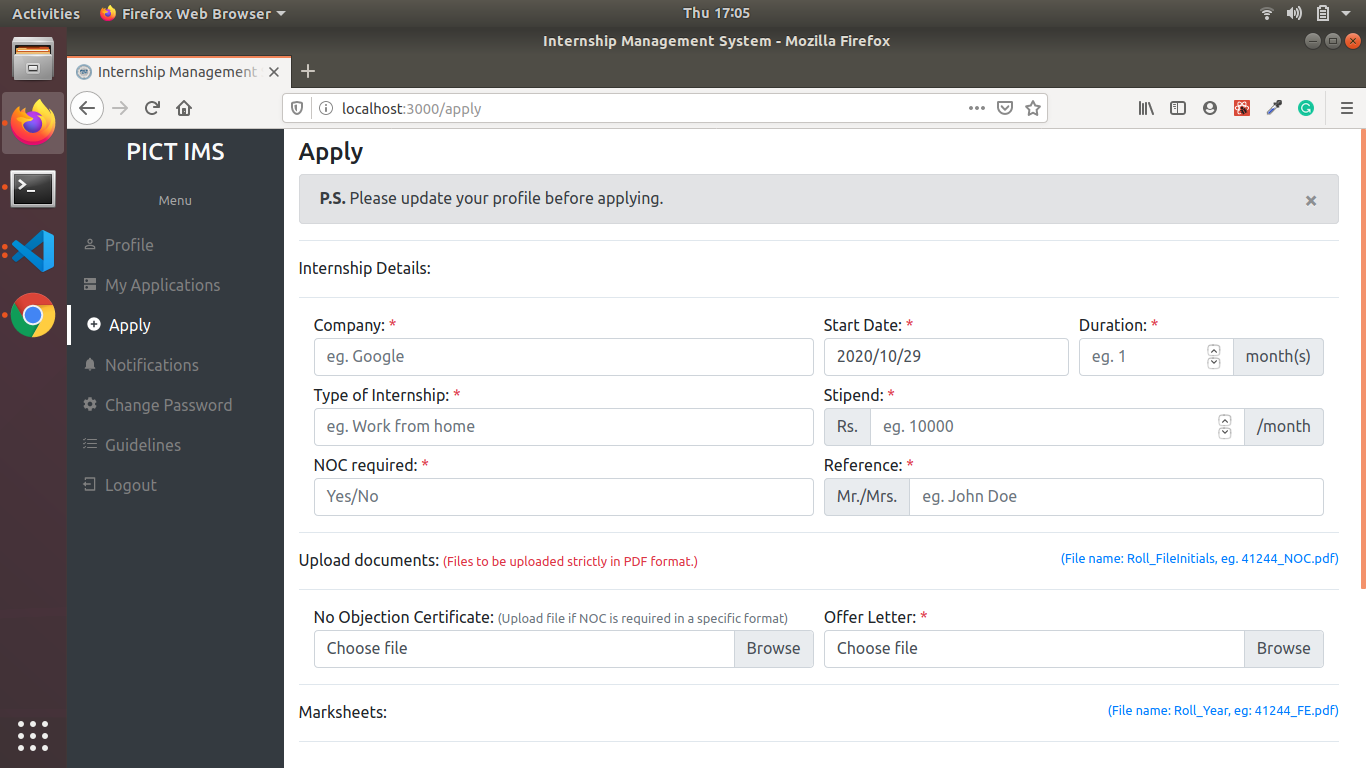 Activities Firefox Web Browser Thu 17:05
Internship Management System - Mozilla Firefox
Internship Management
localhost:3000/apply
PICT IMS
Menu
Profile
My Applications
Apply
Notifications
Change Password
Guidelines
Logout
Apply
P.S. Please update your profile before applying. ×
Internship Details:
Company: * Start Date: * Duration: *
eg. Google 2020/10/29 eg. 1 month(s)
Type of Internship: * Stipend: *
eg. Work from home Rs. eg. 10000 /month
NOC required: * Reference: *
Yes/No Mr./Mrs. eg. John Doe
Upload documents: (Files to be uploaded strictly in PDF format.) (File name: Roll_FileInitials, eg. 41244_NOC.pdf)
No Objection Certificate: (Upload file if NOC is required in a specific format) Offer Letter: *
Choose file Browse Choose file Browse
Marksheets: (File name: Roll_Year, eg: 41244_FE.pdf)